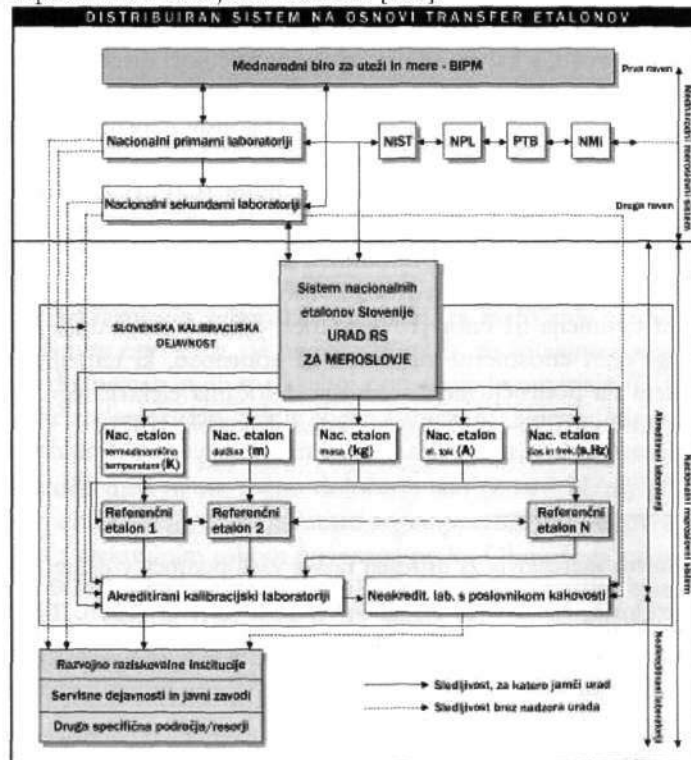 DISTRIBUIRAN SISTEM NA OSNOVI TRANSFER ETALONOV
Mednarodni biro za uteži in mere - BIPM
Prva raven
Nacionalni primarni laboratoriji
NIST
NPL
PTB
NMi
Nacionalni sekundarni laboratoriji
Druga raven
Mednarodni meroslovni sistem
Sistem nacionalnih
etalonov Slovenije
URAD RS
ZA MEROSLOVJE
SLOVENSKA KALIBRACIJSKA
DEJAVNOST
Nac. etalon
termodinamična
temperatura (K)
Nac. etalon
dolžina (m)
Nac. etalon
masa (kg)
Nac. etalon
el. tok (A)
Nac. etalon
čas in frek. (s,Hz)
Referenčni
etalon 1
Referenčni
etalon 2
Referenčni
etalon N
Akreditirani kalibracijski laboratoriji
Neakredit. lab. s poslovnikom kakovosti
Akreditirani laboratoriji
Nacionalni meroslovni sistem
Neakreditirani laboratoriji
Razvojno raziskovalne institucije
Servisne dejavnosti in javni zavodi
Druga specifična področja/resorji
Sledljivost, za katero jamči urad
Sledljivost brez nadzora urada